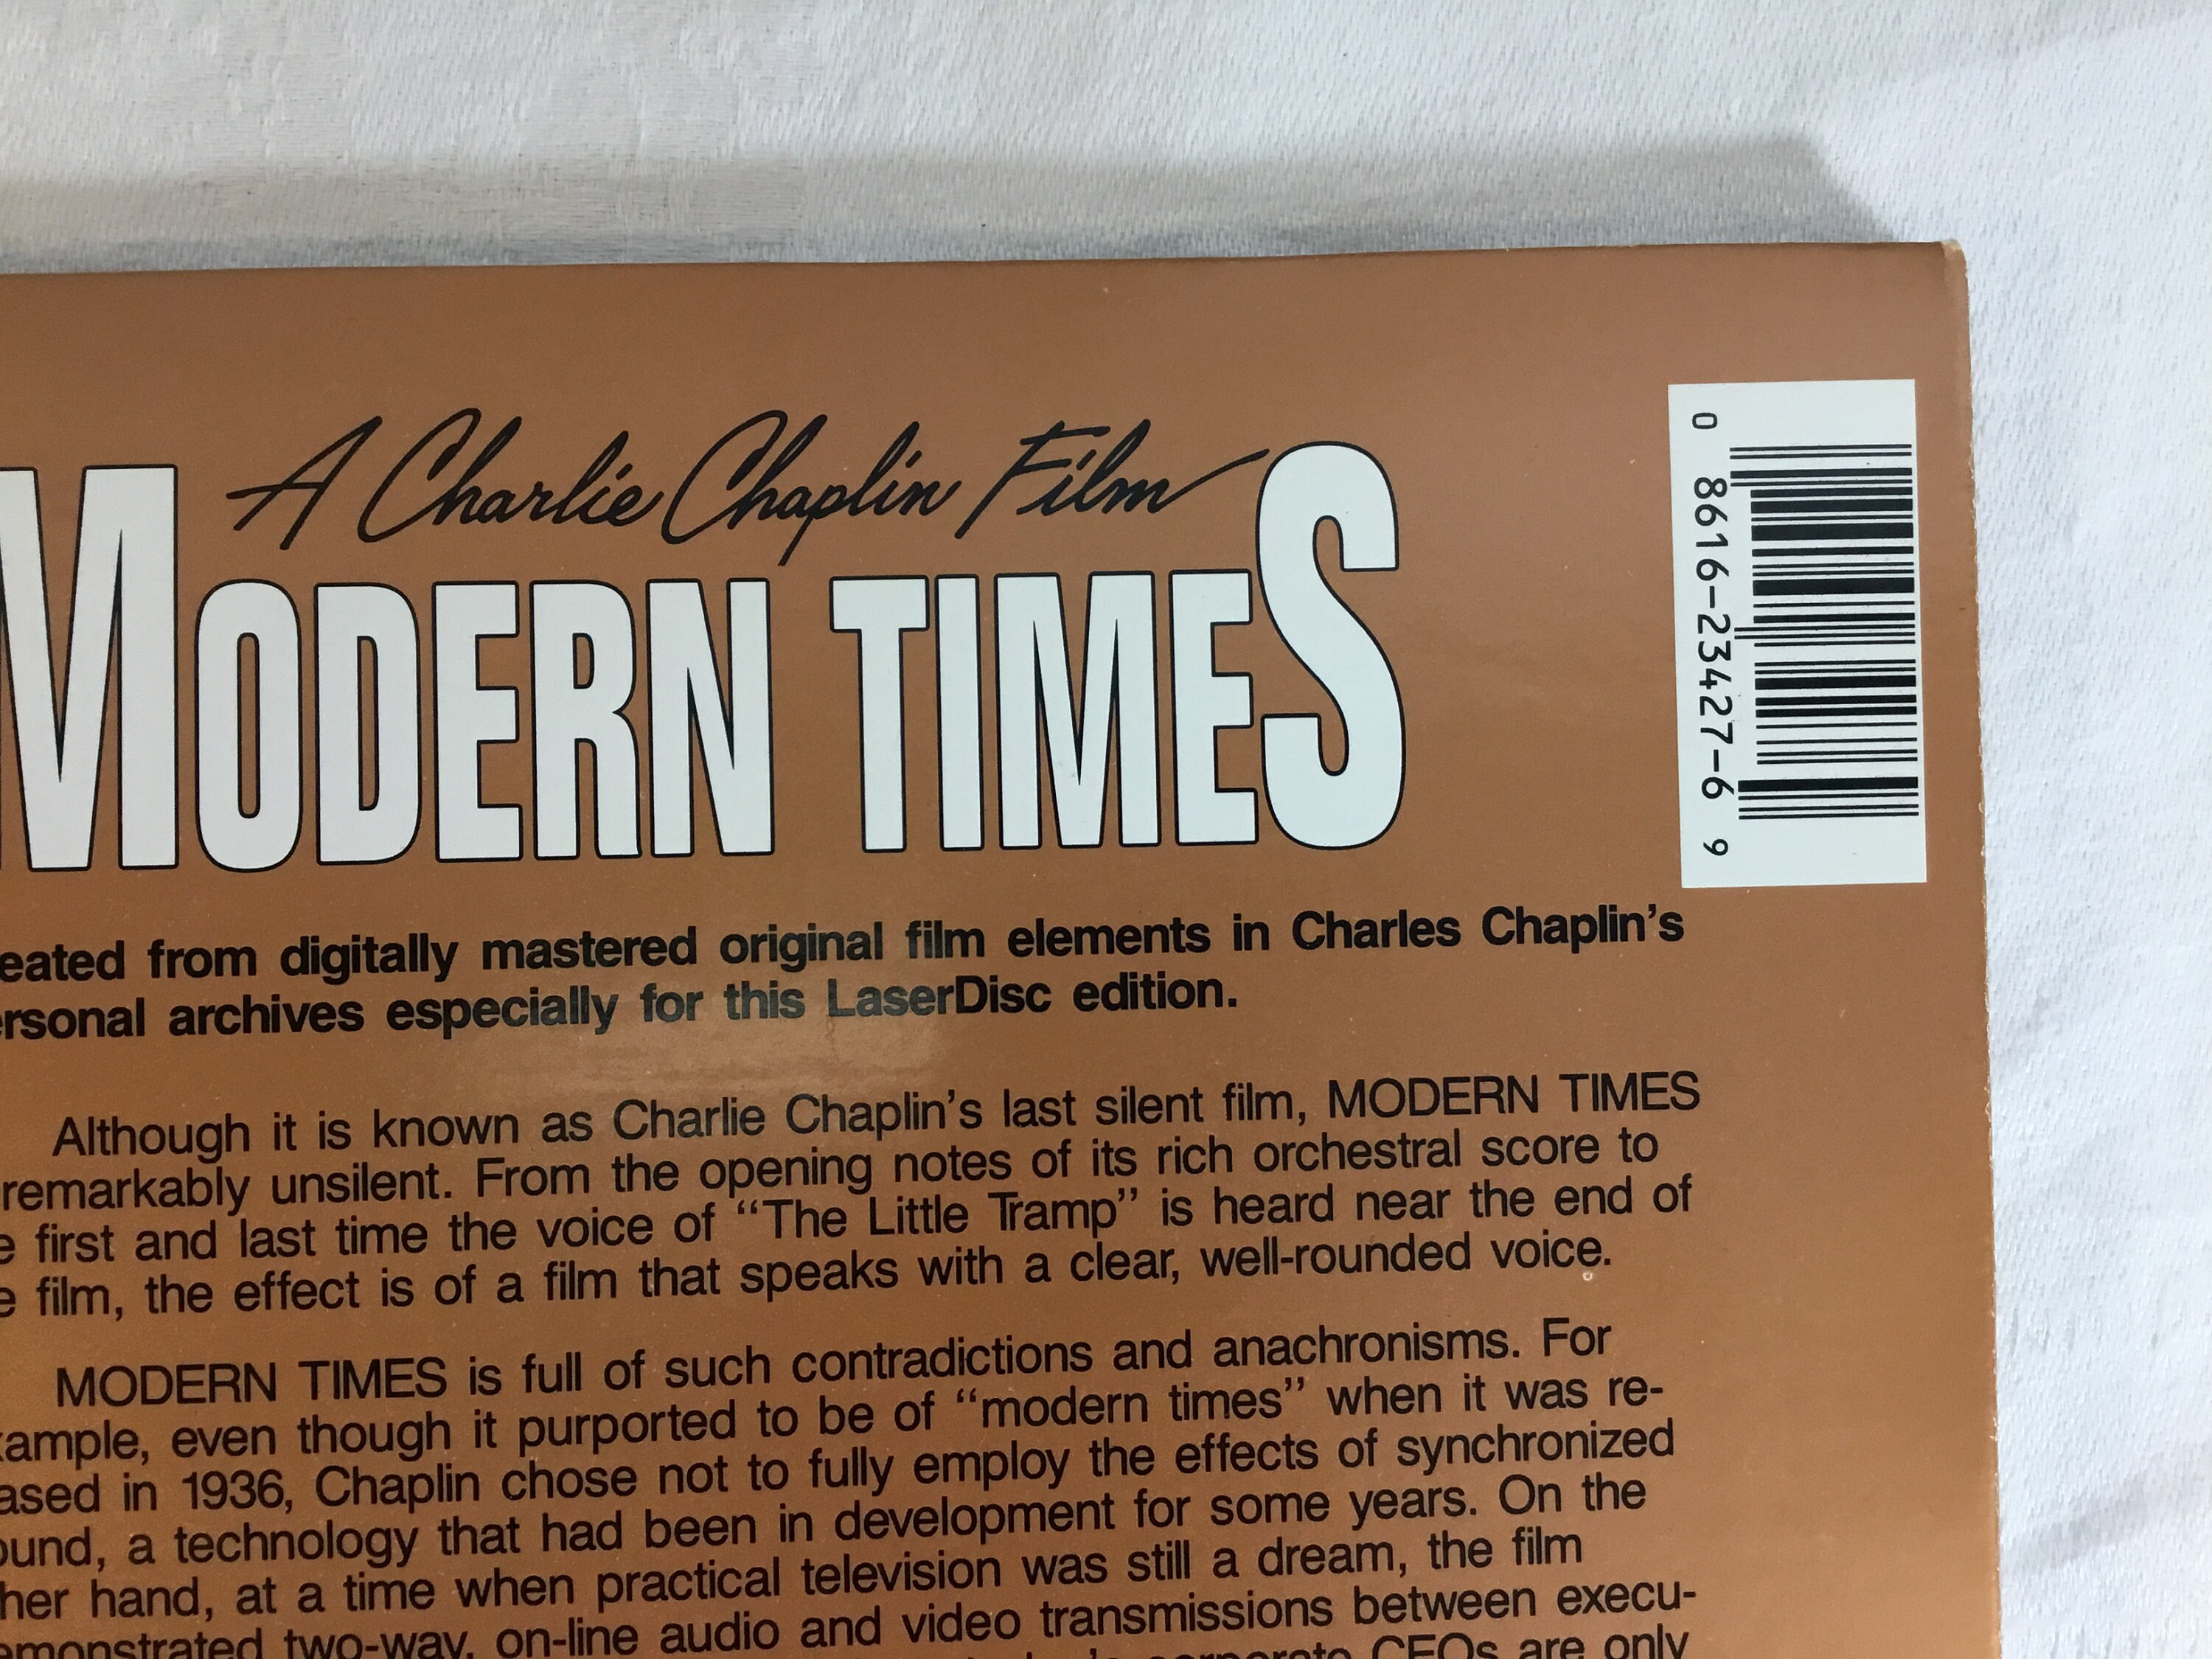 A Charlie Chaplin Film
MODERN TIMES
0 8616-23427-6 9
eated from digitally mastered original film elements in Charles Chaplin's
ersonal archives especially for this LaserDisc edition.
Although it is known as Charlie Chaplin's last silent film, MODERN TIMES
remarkably unsilent. From the opening notes of its rich orchestral score to
e first and last time the voice of "The Little Tramp" is heard near the end of
e film, the effect is of a film that speaks with a clear, well-rounded voice.
MODERN TIMES is full of such contradictions and anachronisms. For
xample, even though it purported to be of "modern times" when it was re-
ased in 1936, Chaplin chose not to fully employ the effects of synchronized
ound, a technology that had been in development for some years. On the
her hand, at a time when practical television was still a dream, the film
emonstrated two-way, on-line audio and video transmissions between execu-
corporate CEOs are only